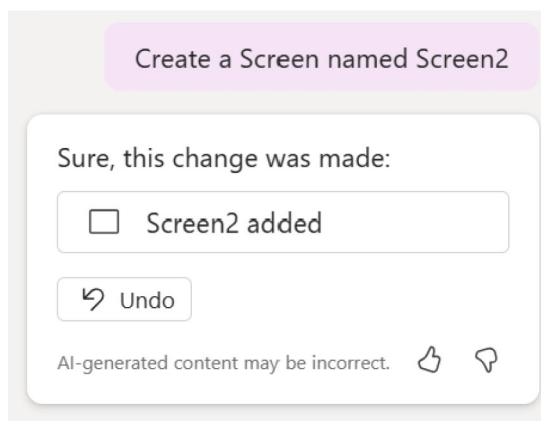 Create a Screen named Screen2
Sure, this change was made:
Screen2 added
Undo
AI-generated content may be incorrect.